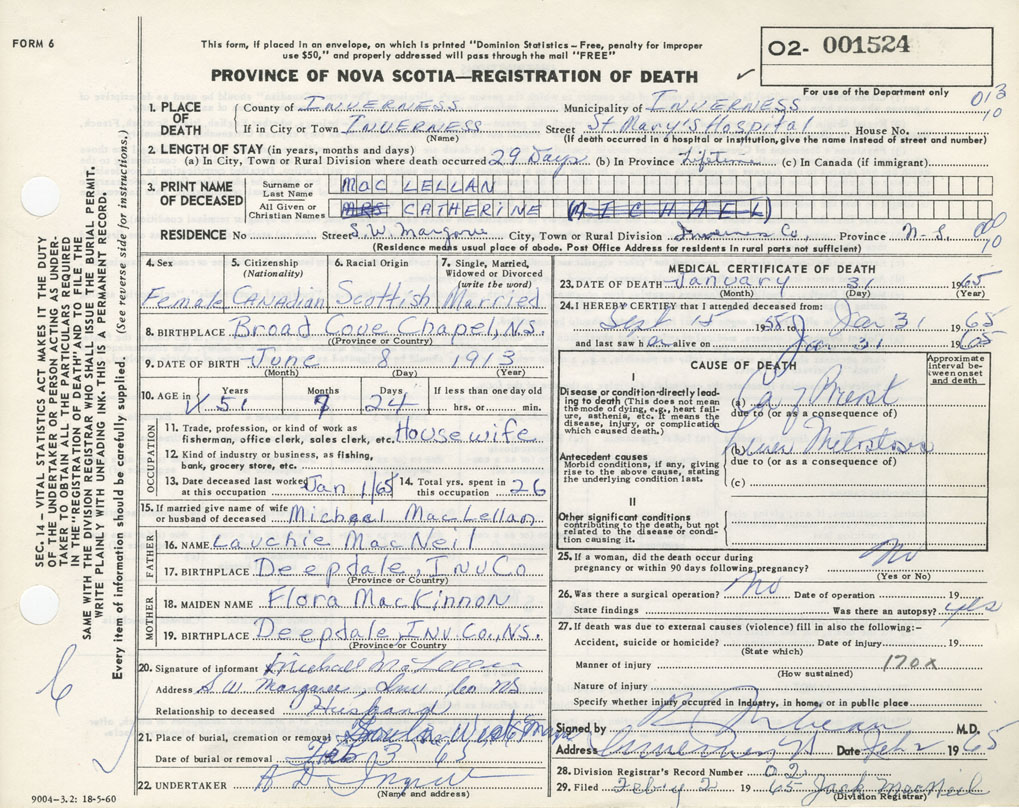 FORM 6
This form, if placed in an envelope, on which is printed "Dominion Statistics – Free, penalty for improper
use $50," and properly addressed will pass through the mail "FREE"
PROVINCE OF NOVA SCOTIA—REGISTRATION OF DEATH
O2- 001524
For use of the Department only
013
10
1. PLACE OF DEATH
County of INVERNESS Municipality of INVERNESS
If in City or Town INVERNESS Street St Mary's Hospital House No.
(Name) (If death occurred in a hospital or institution, give the name instead of street and number)
2. LENGTH OF STAY (in years, months and days)
(a) In City, Town or Rural Division where death occurred 29 Days (b) In Province Lifetime (c) In Canada (if immigrant)
3. PRINT NAME OF DECEASED
Surname or Last Name MAC LELLAN
All Given or Christian Names MRS CATHERINE (MICHAEL)
RESIDENCE No Street S.W. Margaree City, Town or Rural Division Inverness Co, Province N.S.
(Residence means usual place of abode. Post Office Address for residents in rural parts not sufficient)
10
4. Sex Female
5. Citizenship (Nationality) CANADIAN
6. Racial Origin Scottish
7. Single, Married, Widowed or Divorced (write the word) Married
8. BIRTHPLACE Broad Cove Chapel, N.S.
(Province or Country)
9. DATE OF BIRTH June 8 1913
(Month) (Day) (Year)
10. AGE in Years 51 Months 7 Days 24 If less than one day old hrs. or min.
OCCUPATION
11. Trade, profession or kind of work as fisherman, office clerk, sales clerk, etc. Housewife
12. Kind of industry or business, as fishing, bank, grocery store, etc.
13. Date deceased last worked at this occupation Jan 1/65
14. Total yrs. spent in this occupation 26
15. If married give name of wife or husband of deceased Michael MacLellan
FATHER
16. NAME Lauchie MacNeil
17. BIRTHPLACE Deepdale, Inv Co
(Province or Country)
MOTHER
18. MAIDEN NAME Flora MacKinnon
19. BIRTHPLACE Deepdale, Inv. Co., N.S.
(Province or Country)
20. Signature of informant Michael MacLellan
Address S W Margaree, Inv Co NS
Relationship to deceased Husband
21. Place of burial, cremation or removal South West Marg
Date of burial or removal Feb 3 65
22. UNDERTAKER
(Name and address)
MEDICAL CERTIFICATE OF DEATH
23. DATE OF DEATH January 31 1965
(Month) (Day) (Year)
24. I HEREBY CERTIFY that I attended deceased from:
Sept 15 1958 to Jan 31 1965
and last saw her alive on Jan 31 1965
CAUSE OF DEATH
Approximate interval between onset and death
I
Disease or condition directly leading to death (This does not mean the mode of dying, e.g., heart failure, asthenia, etc. It means the disease, injury, or complication which caused death.)
(a) Ca of Breast
due to (or as a consequence of)
(b) Liver Metastases
due to (or as a consequence of)
Antecedent causes
Morbid conditions, if any, giving rise to the above cause, stating the underlying condition last.
(c)
II
Other significant conditions
contributing to the death, but not related to the disease or condition causing it.
25. If a woman, did the death occur during pregnancy or within 90 days following pregnancy? No
(Yes or No)
26. Was there a surgical operation? No Date of operation 19
State findings Was there an autopsy? yes
27. If death was due to external causes (violence) fill in also the following:-
Accident, suicide or homicide? Date of injury 19
(State which)
Manner of injury 170X
(How sustained)
Nature of injury
Specify whether injury occurred in industry, in home, or in public place
Signed by M.D.
Address Inverness Date Feb 2 1965
28. Division Registrar's Record Number 02
29. Filed Feby 2 1965 Jack MacNeil
(Division Registrar)
SEC. 14 – VITAL STATISTICS ACT MAKES IT THE DUTY
OF THE UNDERTAKER OR PERSON ACTING AS UNDER-
TAKER TO OBTAIN ALL THE PARTICULARS REQUIRED
IN THE "REGISTRATION OF DEATH" AND TO FILE THE
SAME WITH THE DIVISION REGISTRAR WHO SHALL ISSUE THE BURIAL PERMIT.
WRITE PLAINLY WITH UNFADING INK. THIS IS A PERMANENT RECORD.
Every item of information should be carefully supplied. (See reverse side for instructions.)
9004-3.2: 18-5-60